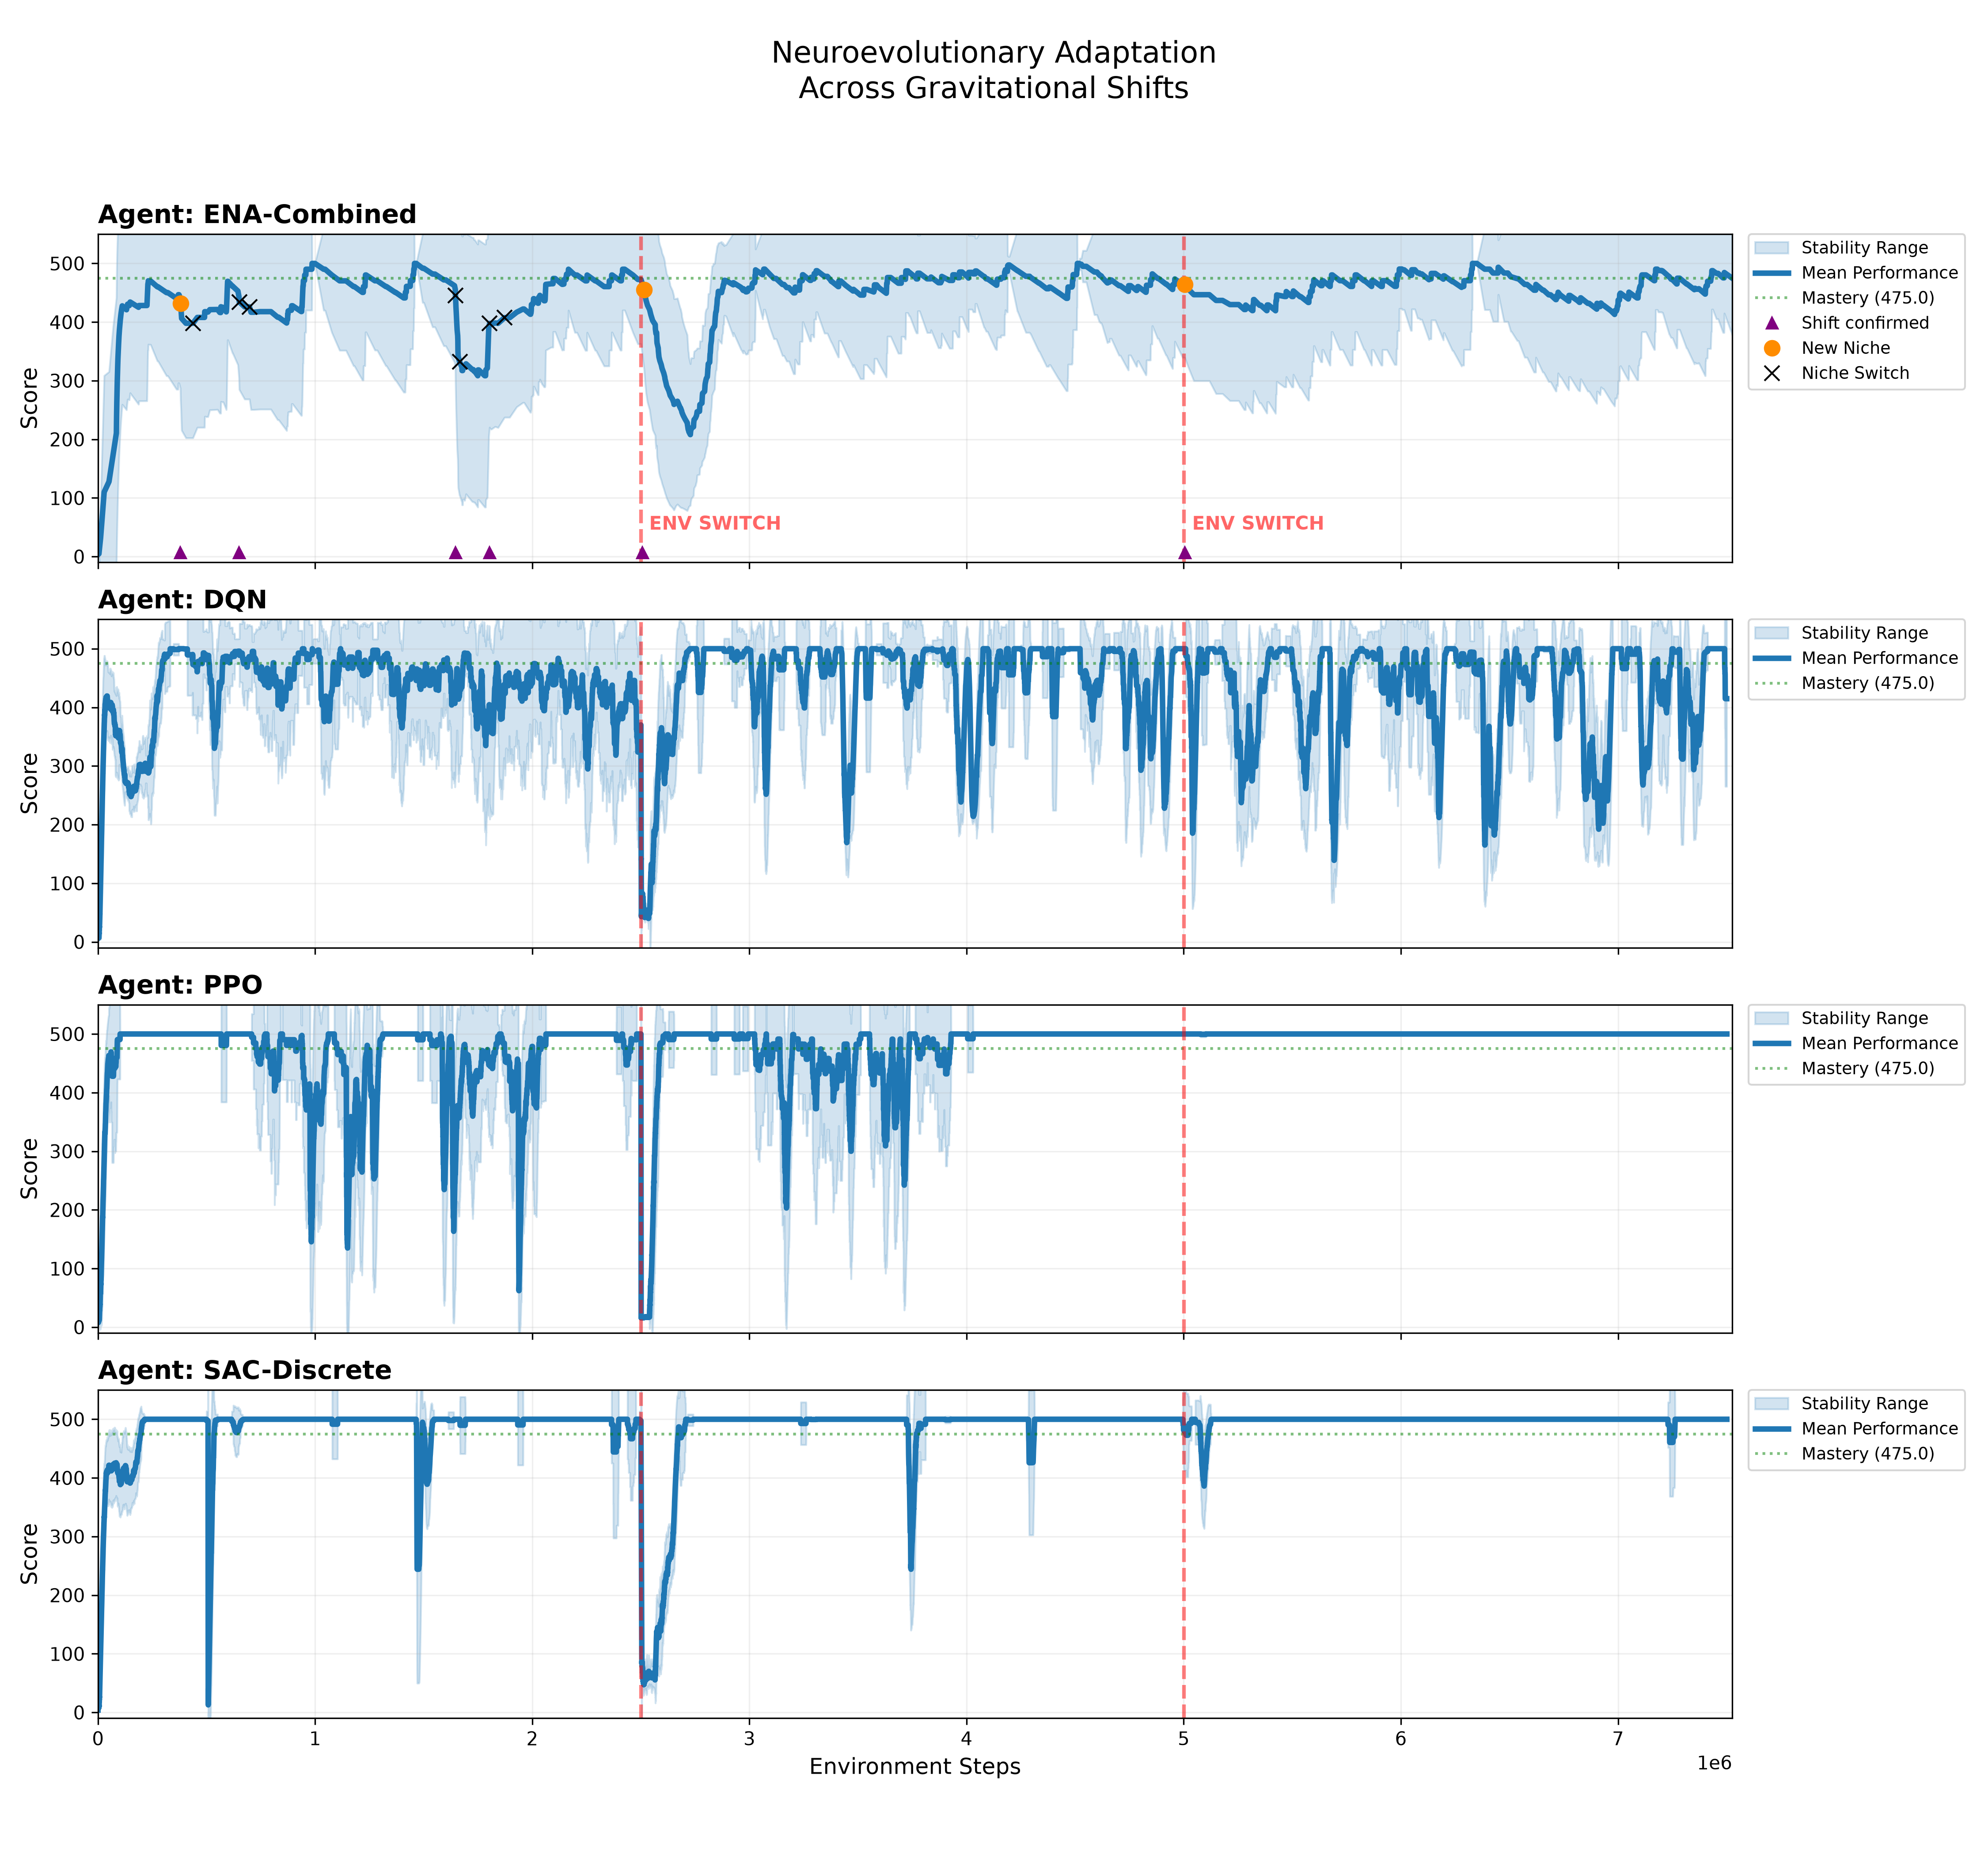 Neuroevolutionary Adaptation
Across Gravitational Shifts
Agent: ENA-Combined
500
400
300
200
100
0
Score
ENV SWITCH
ENV SWITCH
Stability Range
Mean Performance
Mastery (475.0)
Shift confirmed
New Niche
Niche Switch
Agent: DQN
500
400
300
200
100
0
Score
Stability Range
Mean Performance
Mastery (475.0)
Agent: PPO
500
400
300
200
100
0
Score
Stability Range
Mean Performance
Mastery (475.0)
Agent: SAC-Discrete
500
400
300
200
100
0
Score
Stability Range
Mean Performance
Mastery (475.0)
0 1 2 3 4 5 6 7
Environment Steps
1e6